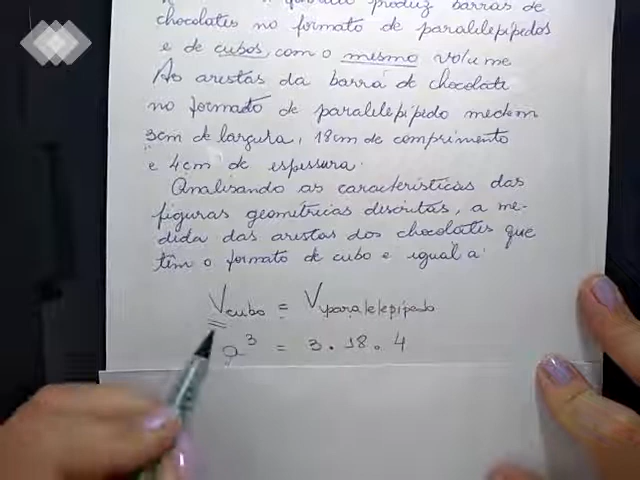 produz barras de
chocolates no formato de paralelepípedos
e de cubos, com o mesmo volume
As arestas da barra de chocolate
no formato de paralelepípedo medem
3cm de largura, 18cm de comprimento
e 4cm de espessura.
Analisando as características das
figuras geométricas descritas, a me-
dida das arestas dos chocolates que
têm o formato de cubo e igual a:
Vcubo = Vparalelepípedo
a³ = 3 . 18 . 4